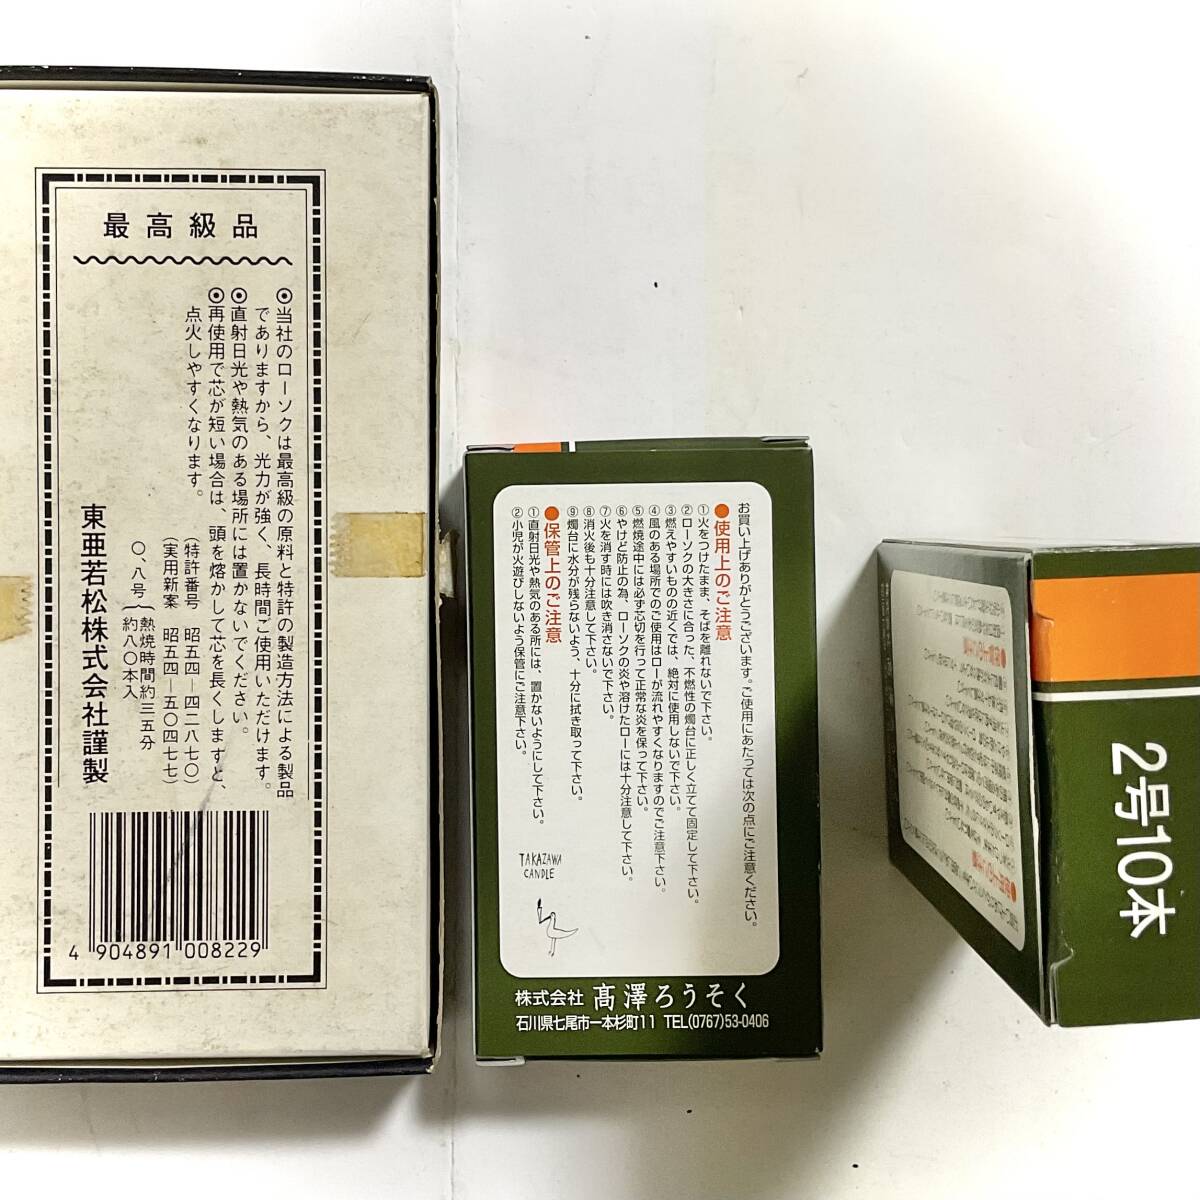 最高級品
◉当社のローソクは最高級の原料と特許の製造方法による製品
でありますから、光力が強く、長時間ご使用いただけます。
◉直射日光や熱気のある場所には置かないでください。
◉再使用で芯が短い場合は、頭を熔かして芯を長くしますと、
点火しやすくなります。
(特許番号 昭五四―四二八七〇)
(実用新案 昭五四―五〇四七七)
〇、八号
熱焼時間約三五分
約八〇本入
東亜若松株式会社謹製
4 904891 008229
お買い上げありがとうございます。ご使用にあたっては次の点にご注意ください。
●使用上のご注意
①火をつけたまま、そばを離れないで下さい。
②ローソクの大きさに合った、不燃性の燭台に正しく立てて固定して下さい。
③燃えやすいものの近くでは、絶対に使用しないで下さい。
④風のある場所でのご使用はローが流れやすくなりますのでご注意下さい。
⑤燃焼途中には必ず芯切を行って正常な炎を保って下さい。
⑥やけど防止の為、ローソクの炎や溶けたローには十分注意して下さい。
⑦火を消す時には吹き消さないで下さい。
⑧消火後も十分注意して下さい。
⑨燭台に水分が残らないよう、十分に拭き取って下さい。
●保管上のご注意
①直射日光や熱気のある所には、置かないようにして下さい。
②小児が火遊びしないよう保管にご注意下さい。
TAKAZAWA
CANDLE
株式会社 髙澤ろうそく
石川県七尾市一本杉町11 TEL(0767)53-0406
2号10本